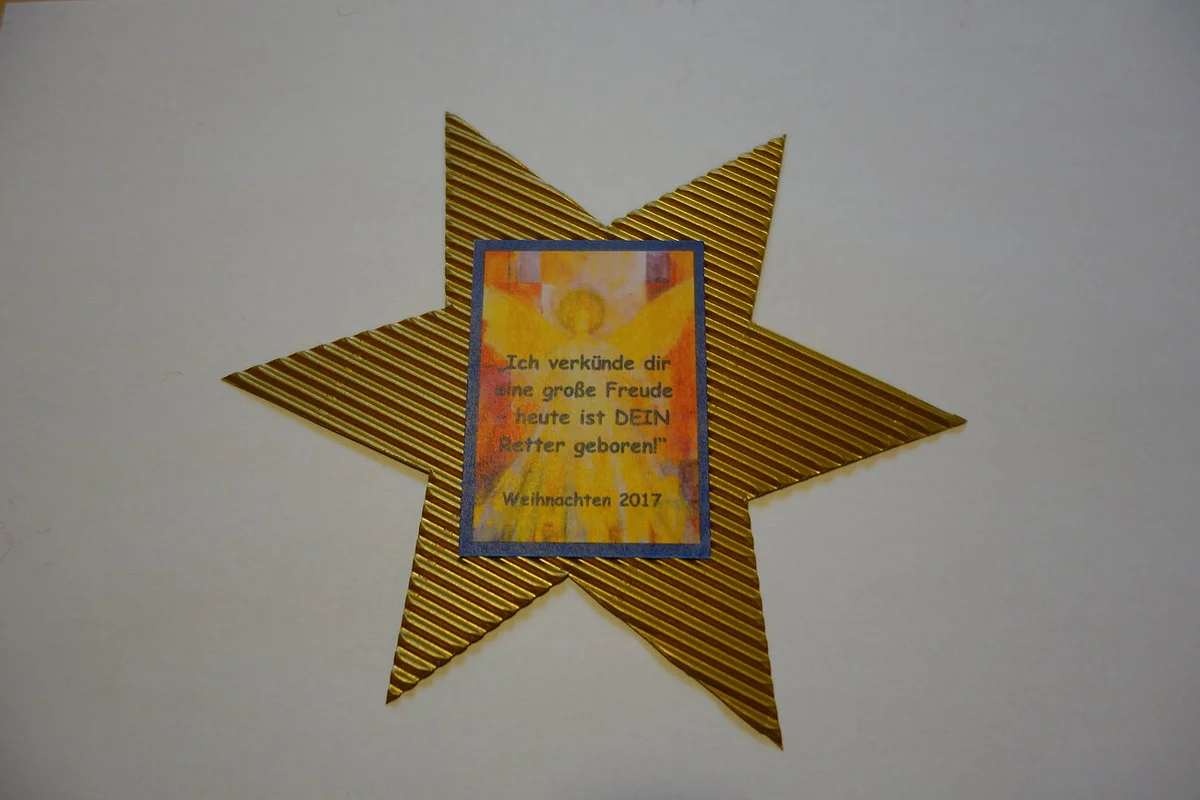 „Ich verkünde dir
eine große Freude
- heute ist DEIN
Retter geboren!“
Weihnachten 2017